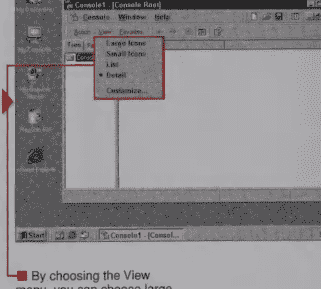 Console1 - [Console Root]
Console Window Help
Action View Favorites
Large Icons
Small Icons
List
Detail
Customize...
Start
Console1 - [Consol...
By choosing the View
menu, you can choose large